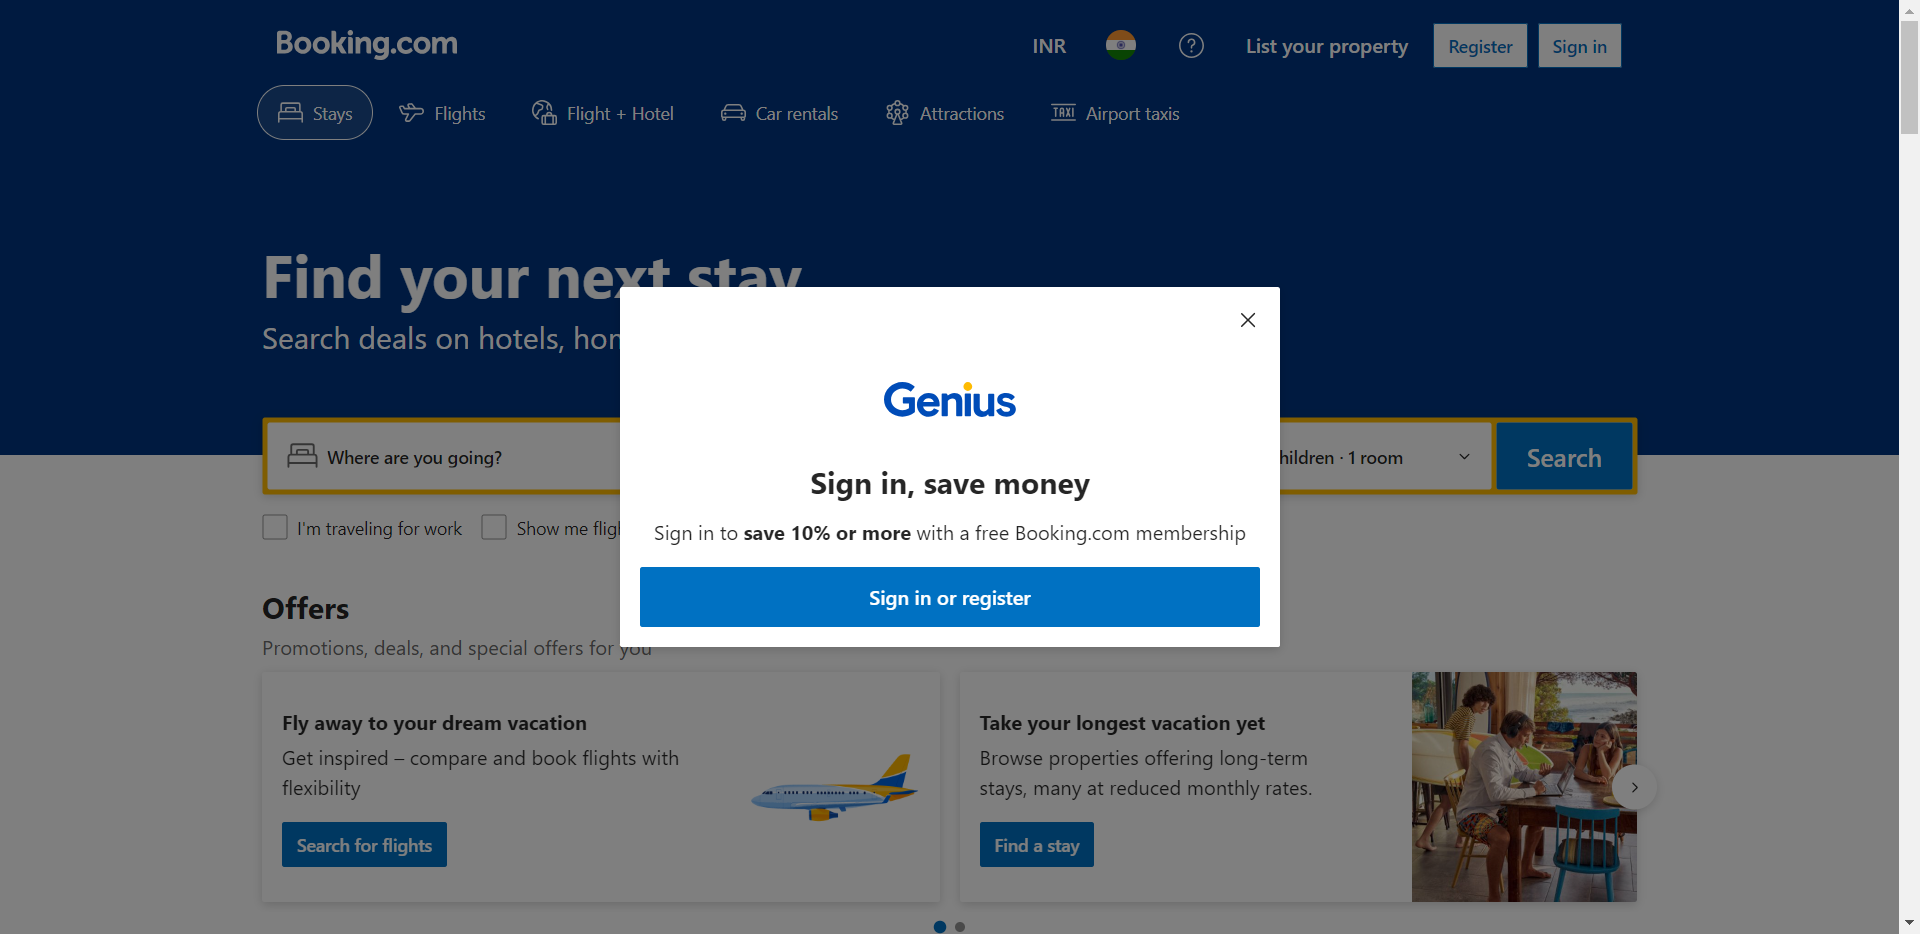 Booking.com
INR
List your property
Register
Sign in
Stays
Flights
Flight + Hotel
Car rentals
Attractions
TAXI
Airport taxis
Find your next stay
Search deals on hotels,
Genius
Sign in, save money
Sign in to save 10% or more with a free Booking.com membership
Sign in or register
Where are you going?
hildren · 1 room
Search
I'm traveling for work
Show me
Offers
Promotions, deals, and special offers for you
Fly away to your dream vacation
Get inspired – compare and book flights with
flexibility
Search for flights
Take your longest vacation yet
Browse properties offering long-term
stays, many at reduced monthly rates.
Find a stay